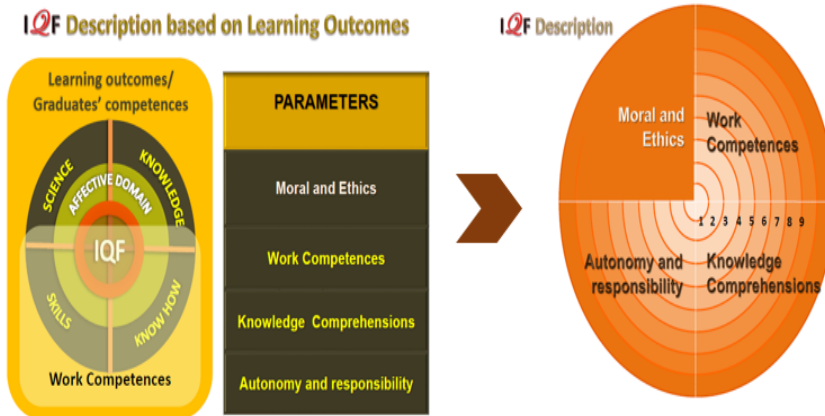 IQF Description based on Learning Outcomes
Learning outcomes/
Graduates' competences
SCIENCE
KNOWLEDGE
AFFECTIVE DOMAIN
IQF
SKILLS
KNOW HOW
Work Competences
PARAMETERS
Moral and Ethics
Work Competences
Knowledge Comprehensions
Autonomy and responsibility
IQF Description
Moral and
Ethics
Work
Competences
1 2 3 4 5 6 7 8 9
Autonomy and
responsibility
Knowledge
Comprehensions